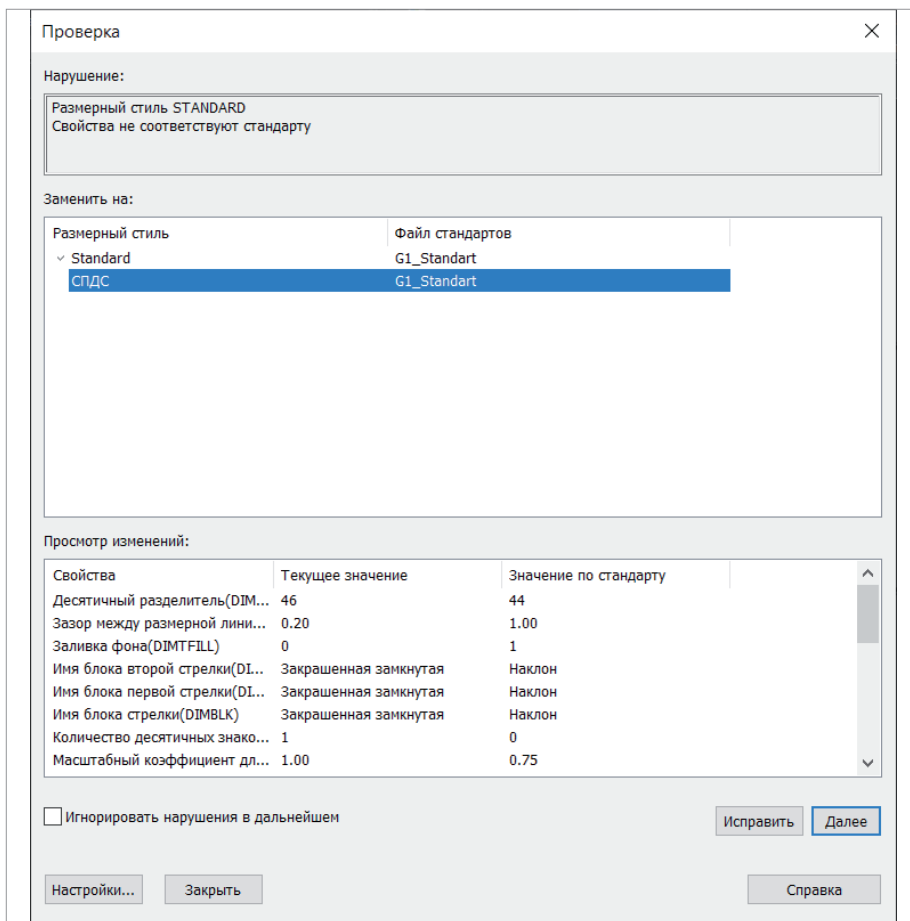 Проверка
Нарушение:
Размерный стиль STANDARD
Свойства не соответствуют стандарту
Заменить на:
Размерный стиль Файл стандартов
Standard G1_Standart
СПДС G1_Standart
Просмотр изменений:
Свойства Текущее значение Значение по стандарту
Десятичный разделитель(DIM... 46 44
Зазор между размерной лини... 0.20 1.00
Заливка фона(DIMTFILL) 0 1
Имя блока второй стрелки(DI... Закрашенная замкнутая Наклон
Имя блока первой стрелки(DI... Закрашенная замкнутая Наклон
Имя блока стрелки(DIMBLK) Закрашенная замкнутая Наклон
Количество десятичных знако... 1 0
Масштабный коэффициент дл... 1.00 0.75
Игнорировать нарушения в дальнейшем
Исправить Далее
Настройки... Закрыть Справка